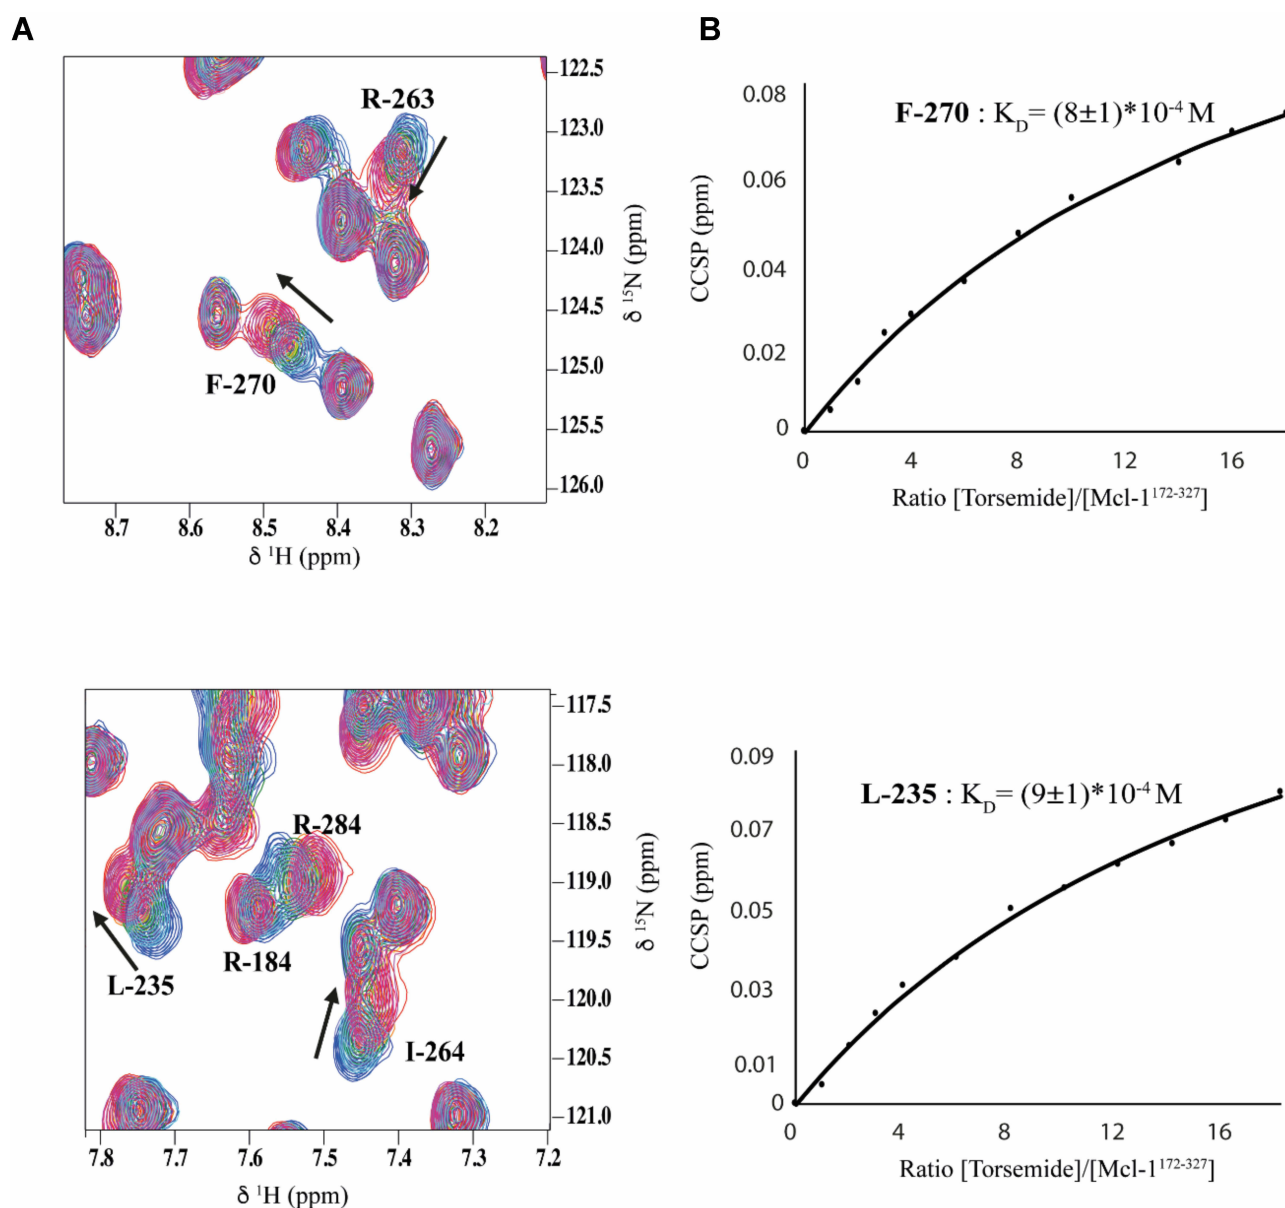 A
R-263
F-270
122.5
123.0
123.5
124.0
124.5
125.0
125.5
126.0
δ ¹⁵N (ppm)
8.7 8.6 8.5 8.4 8.3 8.2
δ ¹H (ppm)
B
F-270 : K_D= (8±1)*10⁻⁴ M
0.08
0.06
0.04
0.02
0
CCSP (ppm)
0 4 8 12 16
Ratio [Torsemide]/[Mcl-1¹⁷²⁻³²⁷]
R-284
L-235
R-184
I-264
117.5
118.0
118.5
119.0
119.5
120.0
120.5
121.0
δ ¹⁵N (ppm)
7.8 7.7 7.6 7.5 7.4 7.3 7.2
δ ¹H (ppm)
L-235 : K_D= (9±1)*10⁻⁴ M
0.09
0.07
0.05
0.03
0.01
0
CCSP (ppm)
0 4 8 12 16
Ratio [Torsemide]/[Mcl-1¹⁷²⁻³²⁷]